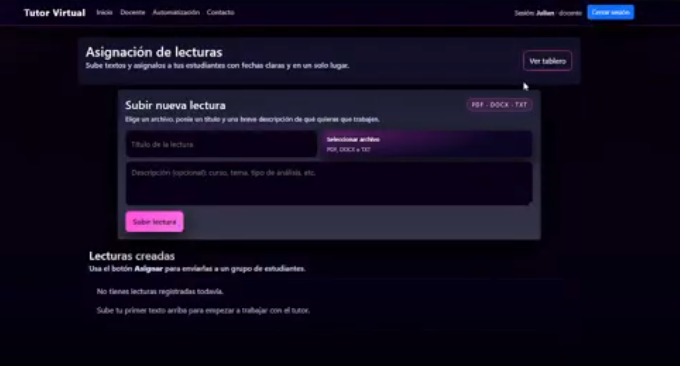 Tutor Virtual
Inicio Docente Automatización Contacto
Sesión: Julian · docente
Cerrar sesión
Asignación de lecturas
Sube textos y asígnalos a tus estudiantes con fechas claras y en un solo lugar.
Ver tablero
Subir nueva lectura
PDF · DOCX · TXT
Elige un archivo, ponle un título y una breve descripción de qué quieres que trabajen.
Título de la lectura
Seleccionar archivo
PDF, DOCX o TXT
Descripción (opcional): curso, tema, tipo de análisis, etc.
Subir lectura
Lecturas creadas
Usa el botón Asignar para enviarlas a un grupo de estudiantes.
No tienes lecturas registradas todavía.
Sube tu primer texto arriba para empezar a trabajar con el tutor.